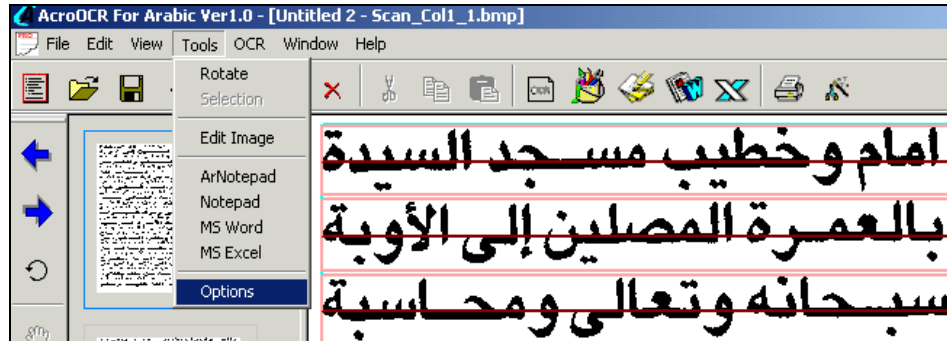 AcroOCR For Arabic Ver1.0 - [Untitled 2 - Scan_Col1_1.bmp]
File Edit View Tools OCR Window Help
Rotate
Selection
Edit Image
ArNotepad
Notepad
MS Word
MS Excel
Options
امام وخطيب مسجد السيدة
بالعمرة المصلين إلى الأوبة
سبحانه وتعالى ومحاسبة